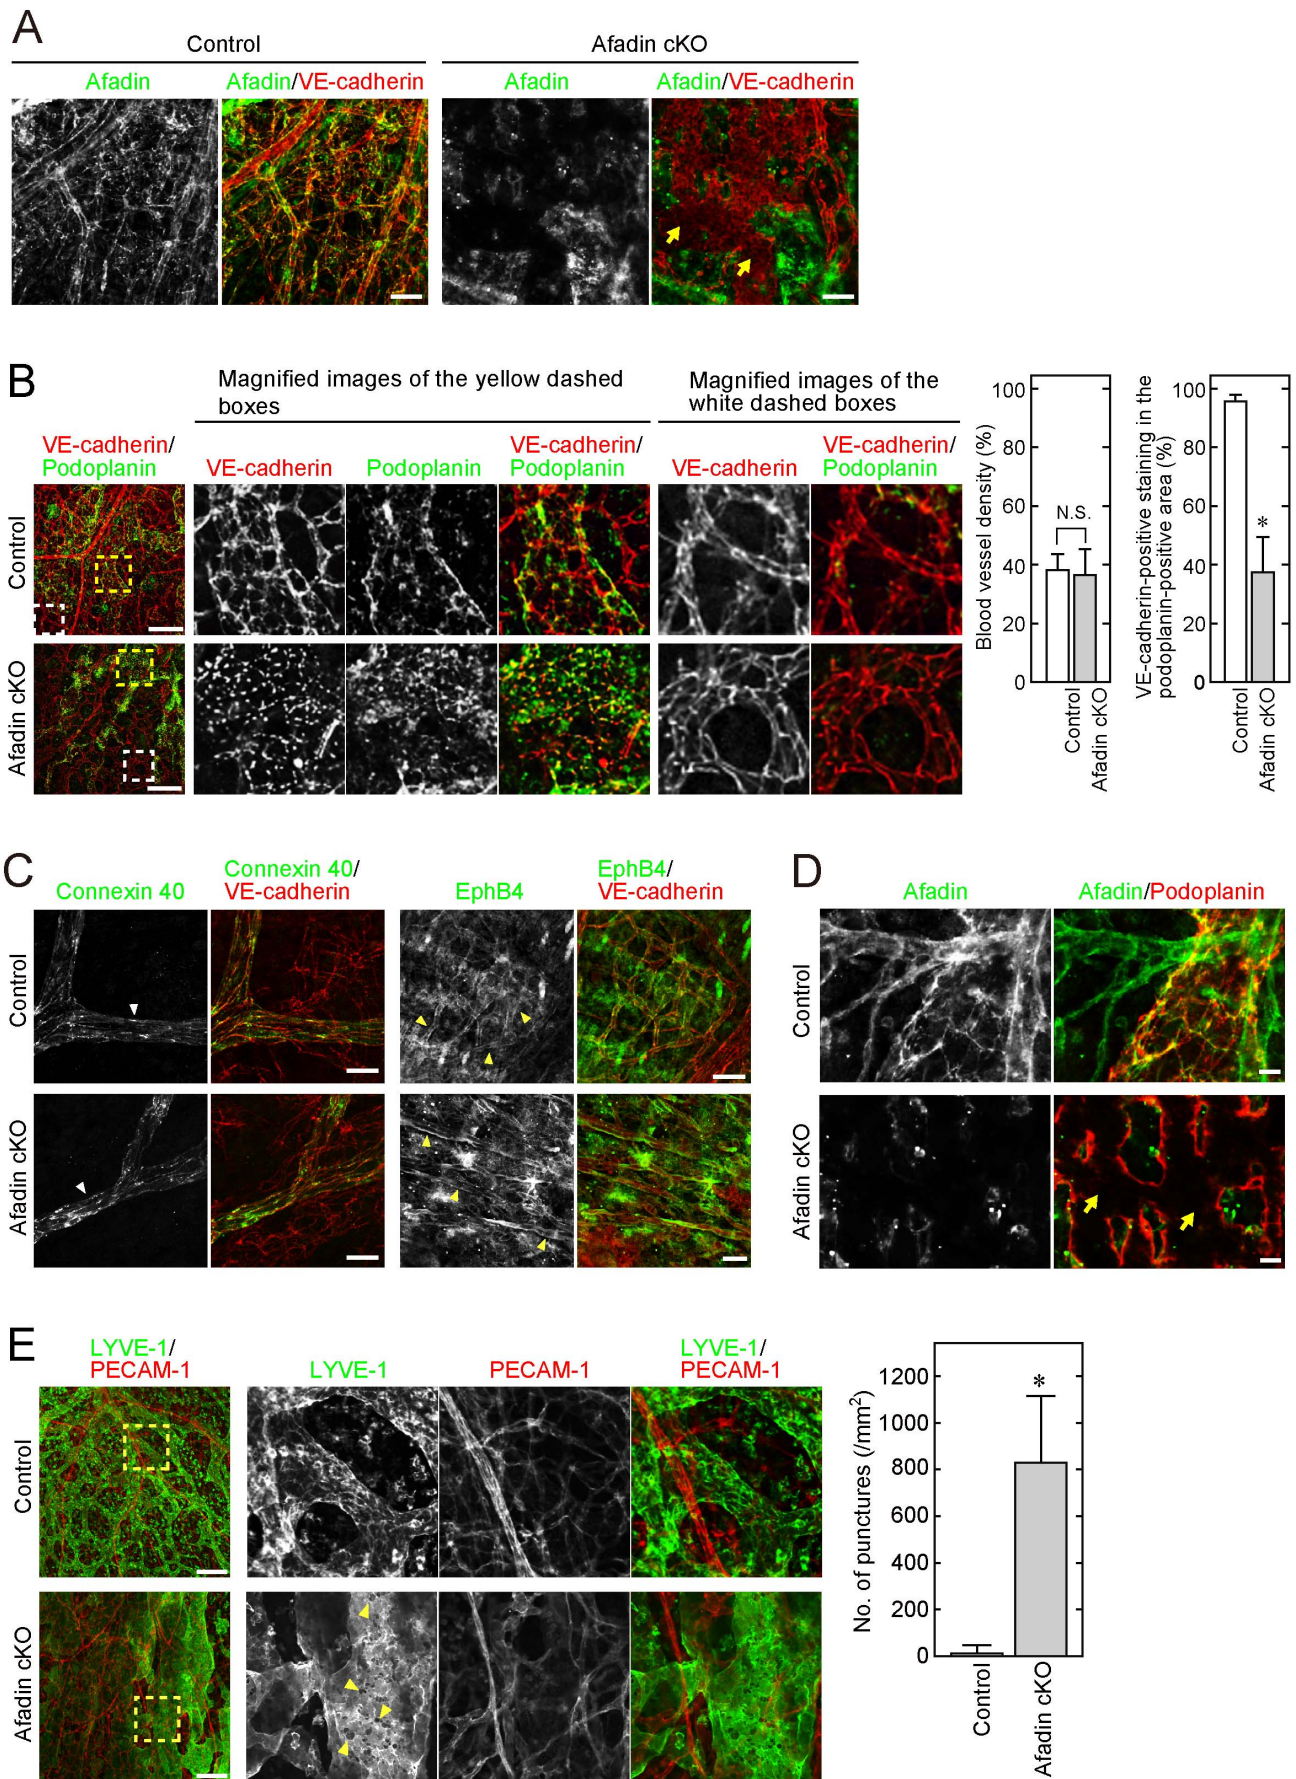 A
Control
Afadin cKO
Afadin
Afadin/VE-cadherin
Afadin
Afadin/VE-cadherin
B
Magnified images of the yellow dashed
boxes
Magnified images of the
white dashed boxes
VE-cadherin/
Podoplanin
VE-cadherin
Podoplanin
VE-cadherin/
Podoplanin
VE-cadherin
VE-cadherin/
Podoplanin
Control
Afadin cKO
Blood vessel density (%)
100
80
60
40
20
0
N.S.
Control
Afadin cKO
VE-cadherin-positive staining in the
podoplanin-positive area (%)
100
80
60
40
20
0
*
Control
Afadin cKO
C
Connexin 40
Connexin 40/
VE-cadherin
EphB4
EphB4/
VE-cadherin
Control
Afadin cKO
D
Afadin
Afadin/Podoplanin
Control
Afadin cKO
E
LYVE-1/
PECAM-1
LYVE-1
PECAM-1
LYVE-1/
PECAM-1
Control
Afadin cKO
No. of punctures (/mm²)
1200
1000
800
600
400
200
0
*
Control
Afadin cKO